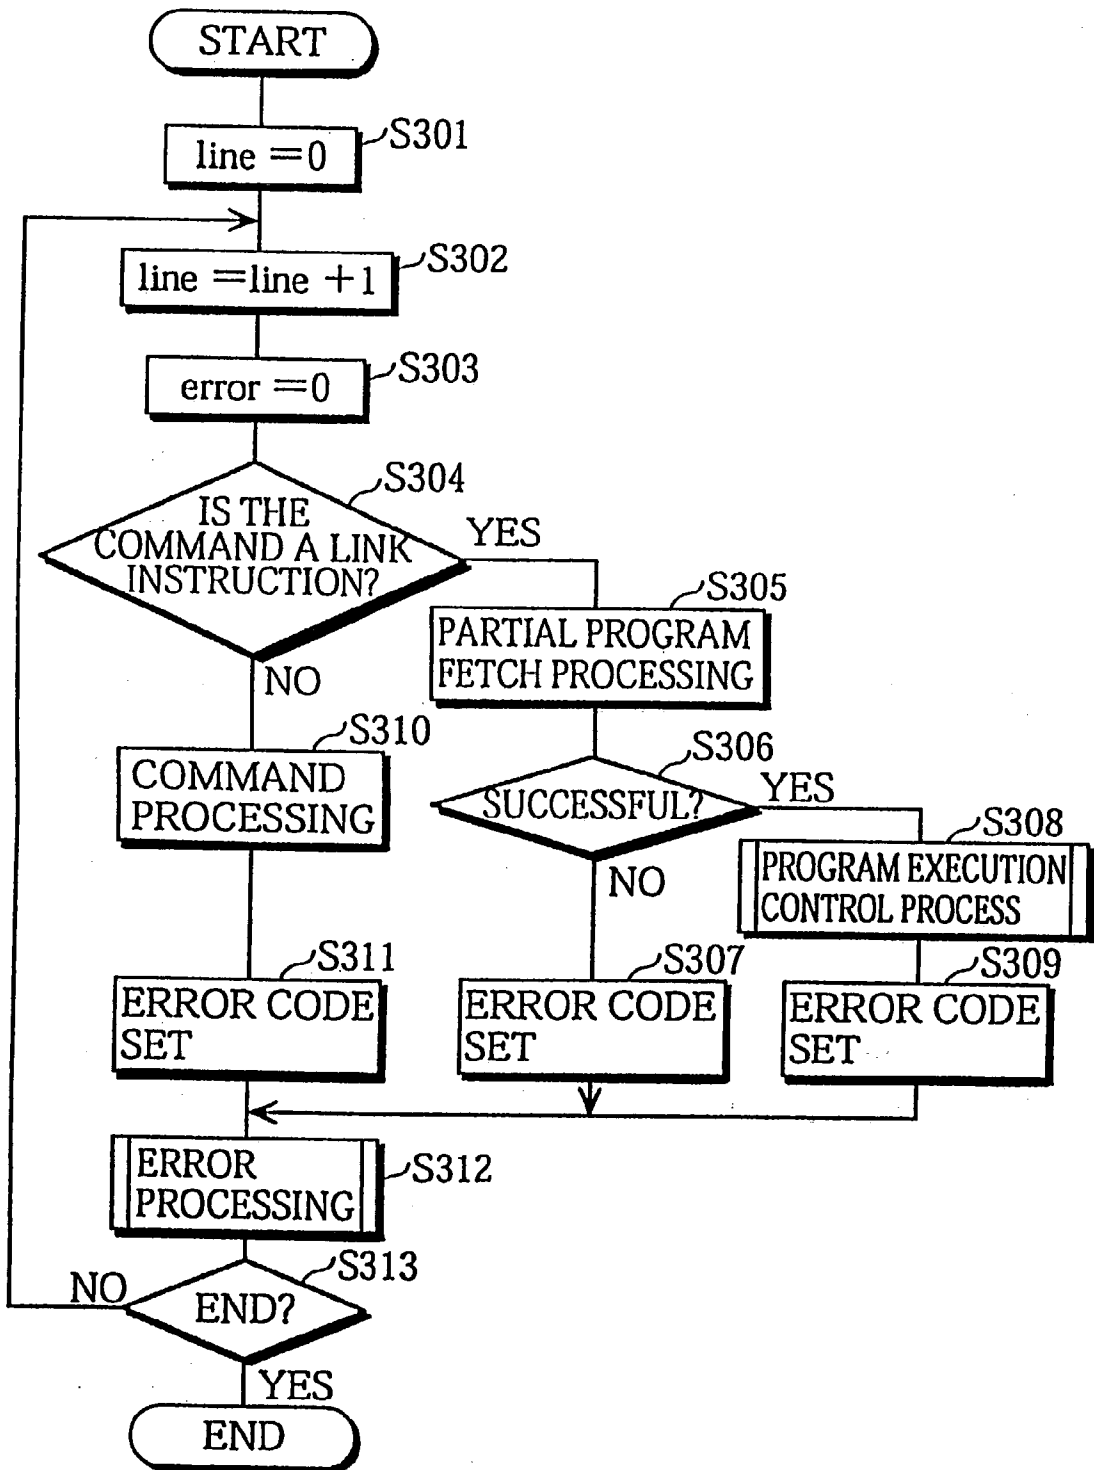 START
S301
line =0
S302
line =line +1
S303
error =0
S304
IS THE
COMMAND A LINK
INSTRUCTION?
YES
NO
S305
PARTIAL PROGRAM
FETCH PROCESSING
S310
COMMAND
PROCESSING
S306
SUCCESSFUL?
YES
NO
S308
PROGRAM EXECUTION
CONTROL PROCESS
S311
ERROR CODE
SET
S307
ERROR CODE
SET
S309
ERROR CODE
SET
S312
ERROR
PROCESSING
S313
END?
NO
YES
END